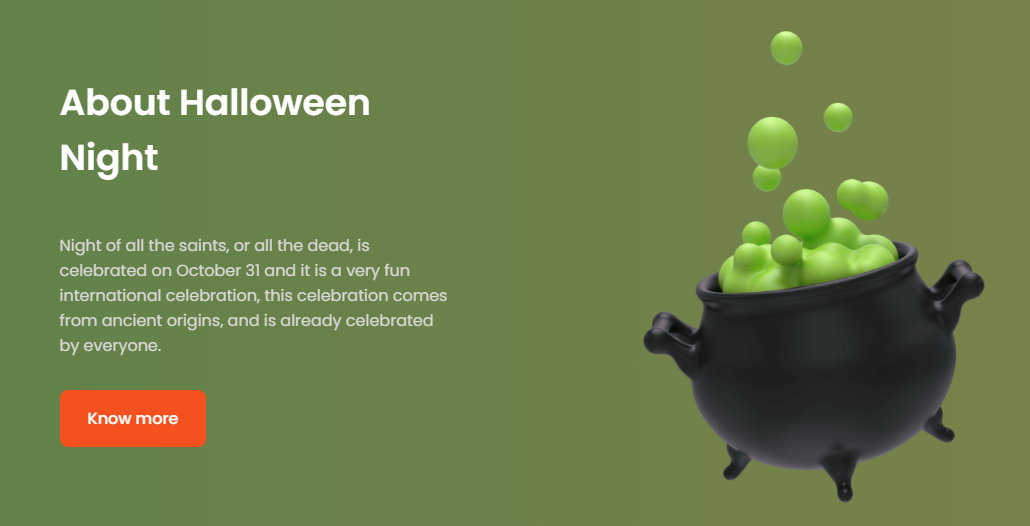 About Halloween
Night
Night of all the saints, or all the dead, is
celebrated on October 31 and it is a very fun
international celebration, this celebration comes
from ancient origins, and is already celebrated
by everyone.
Know more